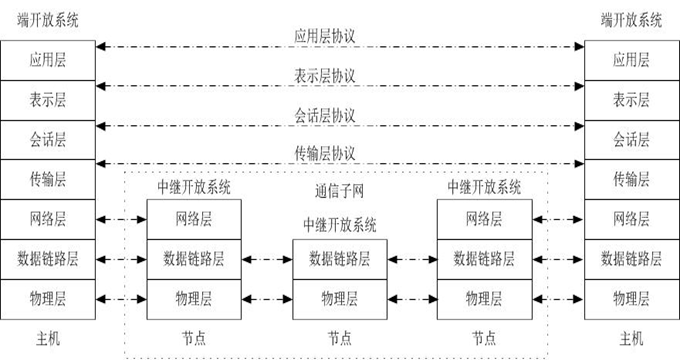 端开放系统
端开放系统
应用层
应用层协议
应用层
表示层
表示层协议
表示层
会话层
会话层协议
会话层
传输层
传输层协议
传输层
中继开放系统
通信子网
中继开放系统
网络层
网络层
中继开放系统
网络层
网络层
数据链路层
数据链路层
数据链路层
数据链路层
数据链路层
物理层
物理层
物理层
物理层
物理层
主机
节点
节点
节点
主机